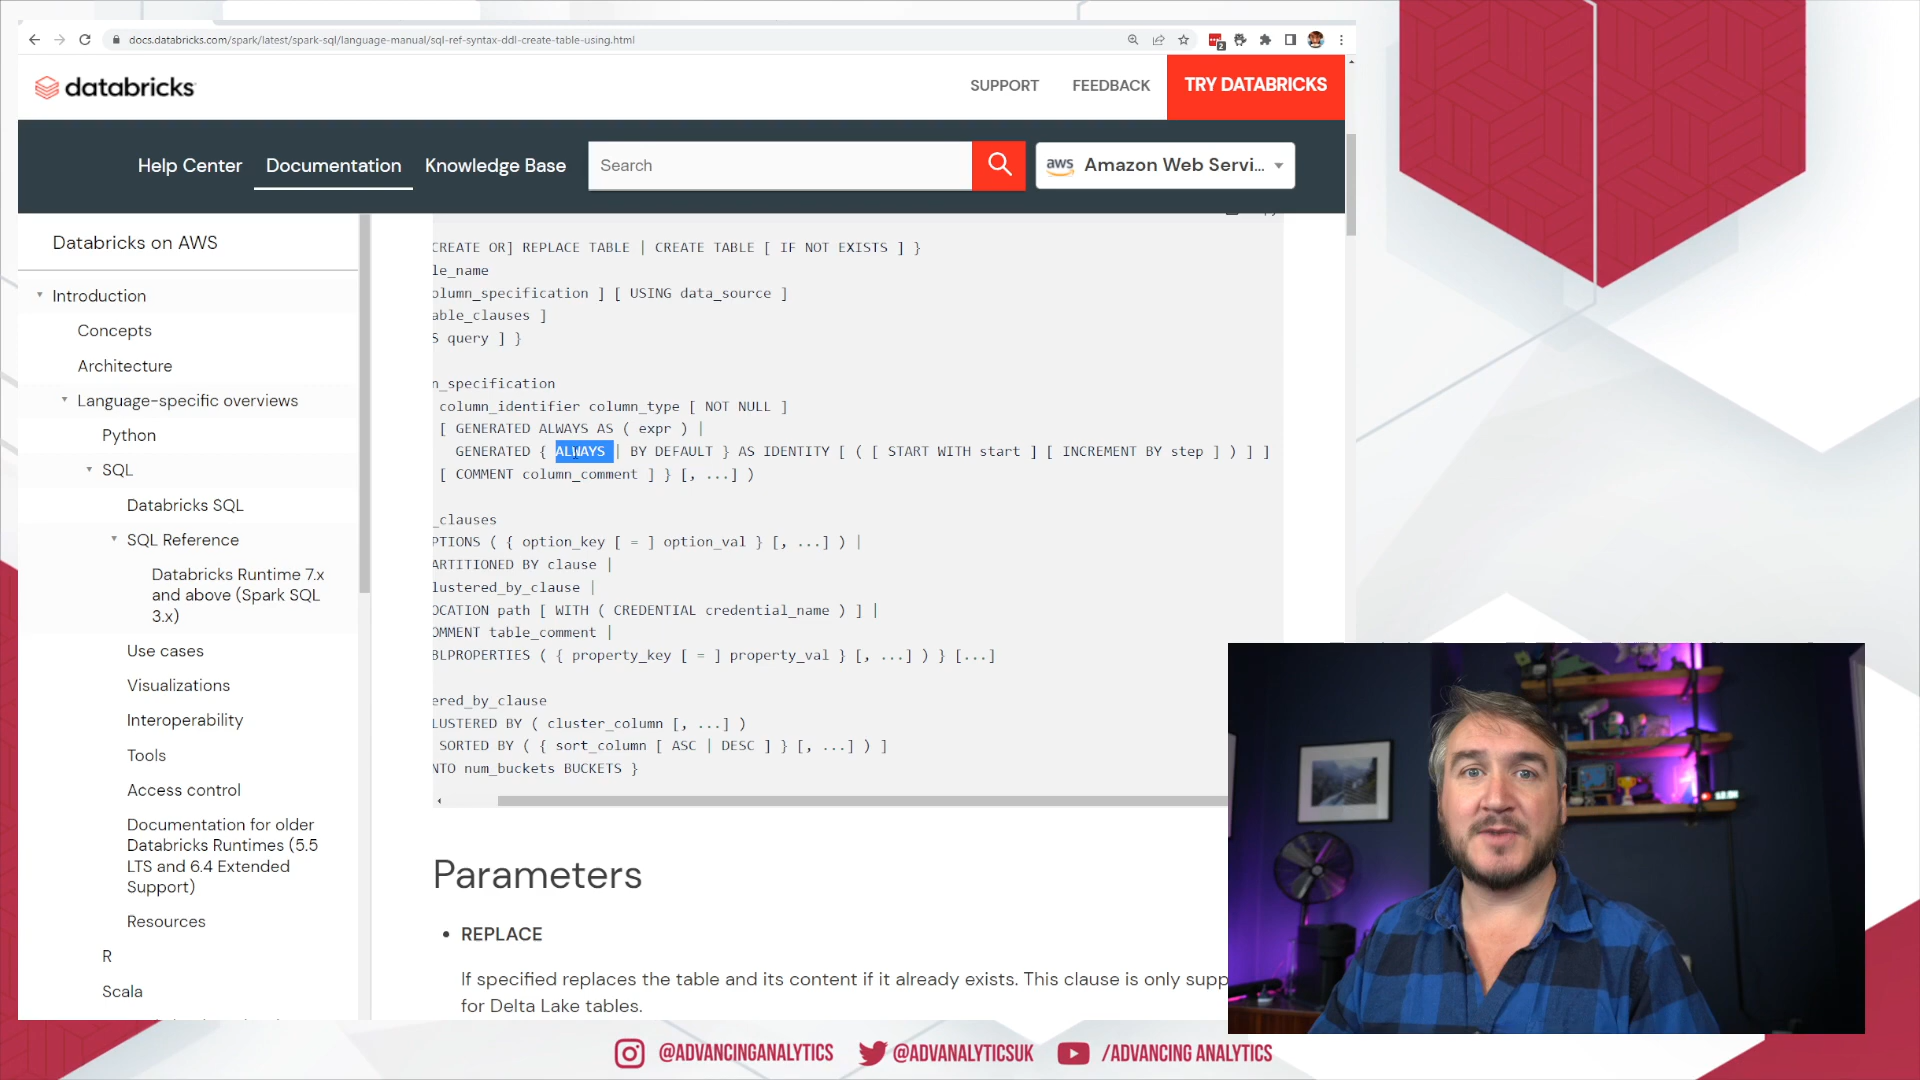 docs.databricks.com/spark/latest/spark-sql/language-manual/sql-ref-syntax-ddl-create-table-using.html
2
databricks
SUPPORT
FEEDBACK
TRY DATABRICKS
Help Center
Documentation
Knowledge Base
Search
aws Amazon Web Servi...
Databricks on AWS
Introduction
Concepts
Architecture
Language-specific overviews
Python
SQL
Databricks SQL
SQL Reference
Databricks Runtime 7.x
and above (Spark SQL
3.x)
Use cases
Visualizations
Interoperability
Tools
Access control
Documentation for older
Databricks Runtimes (5.5
LTS and 6.4 Extended
Support)
Resources
R
Scala
CREATE OR] REPLACE TABLE | CREATE TABLE [ IF NOT EXISTS ] }
le_name
olumn_specification ] [ USING data_source ]
able_clauses ]
S query ] }
n_specification
column_identifier column_type [ NOT NULL ]
[ GENERATED ALWAYS AS ( expr ) |
GENERATED { ALWAYS | BY DEFAULT } AS IDENTITY [ ( [ START WITH start ] [ INCREMENT BY step ] ) ] ]
[ COMMENT column_comment ] } [, ...] )
_clauses
PTIONS ( { option_key [ = ] option_val } [, ...] ) |
ARTITIONED BY clause |
lustered_by_clause |
OCATION path [ WITH ( CREDENTIAL credential_name ) ] |
OMMENT table_comment |
BLPROPERTIES ( { property_key [ = ] property_val } [, ...] ) } [...]
ered_by_clause
LUSTERED BY ( cluster_column [, ...] )
SORTED BY ( { sort_column [ ASC | DESC ] } [, ...] ) ]
NTO num_buckets BUCKETS }
Parameters
• REPLACE
If specified replaces the table and its content if it already exists. This clause is only supp
for Delta Lake tables.
@ADVANCINGANALYTICS
@ADVANALYTICSUK
/ADVANCING ANALYTICS